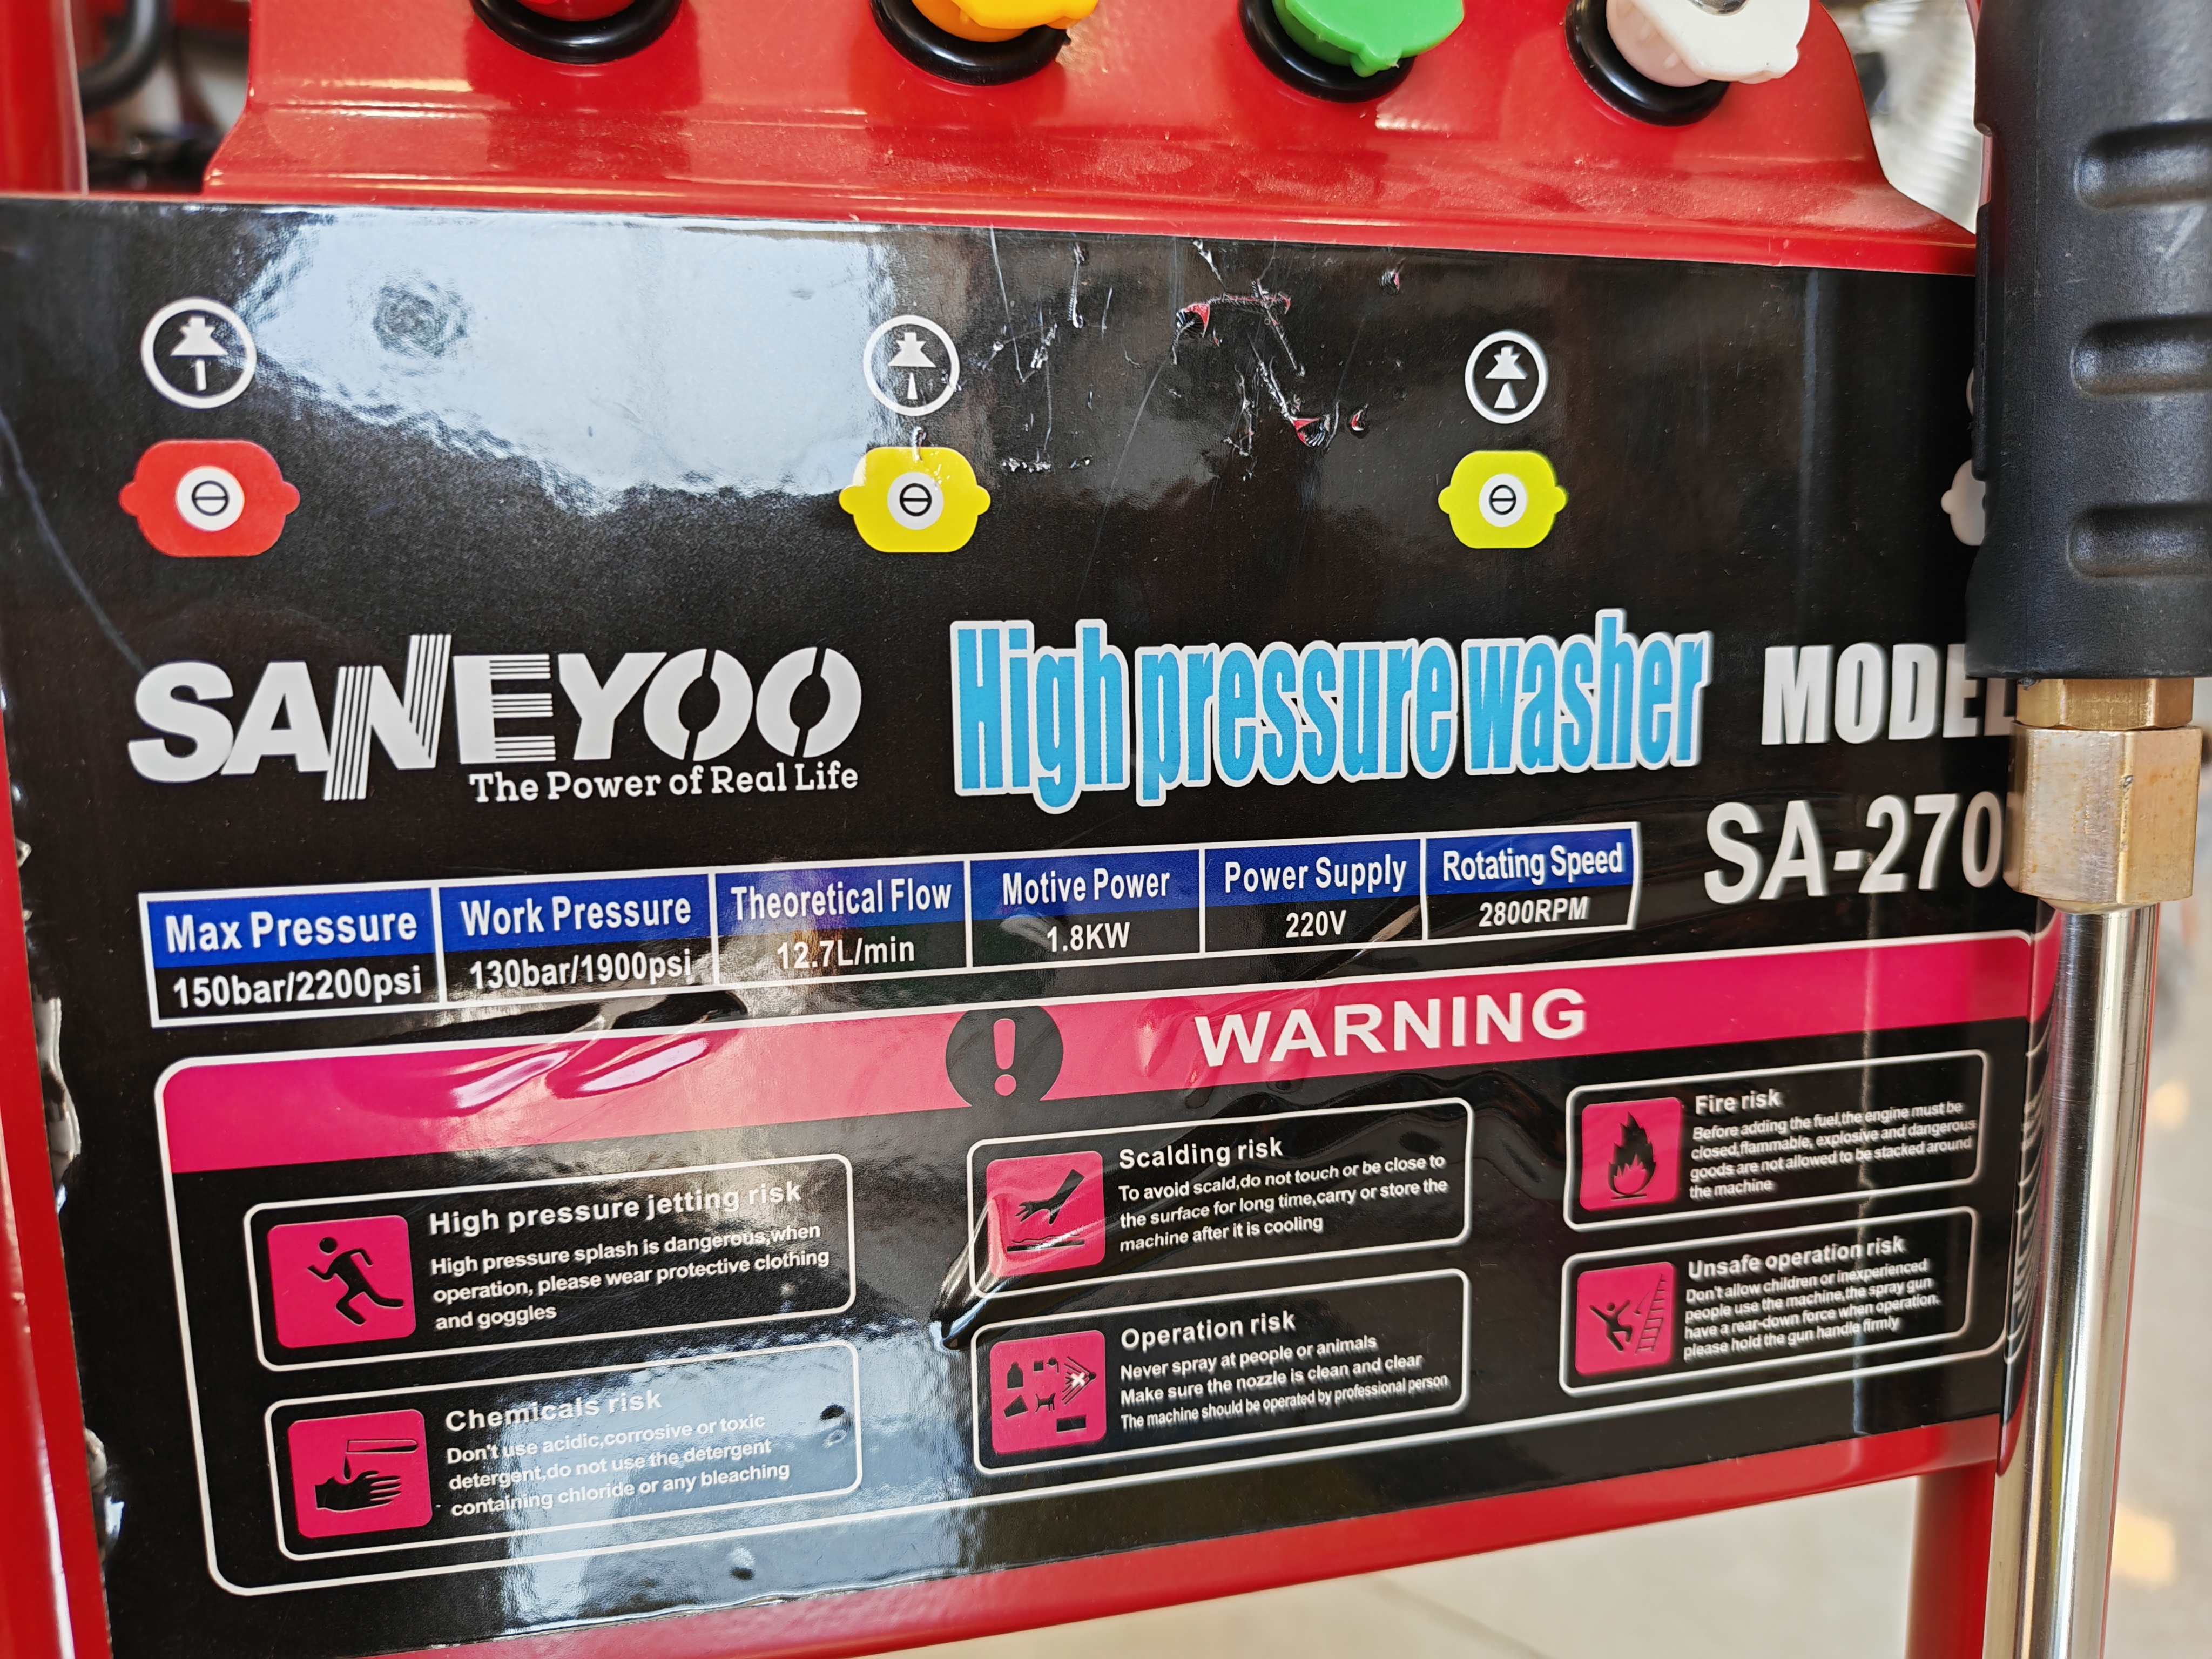 SANEYOO
The Power of Real Life
High pressure washer
MODEL
SA-270
Max Pressure
150bar/2200psi
Work Pressure
130bar/1900psi
Theoretical Flow
12.7L/min
Motive Power
1.8KW
Power Supply
220V
Rotating Speed
2800RPM
WARNING
High pressure jetting risk
High pressure splash is dangerous,when
operation, please wear protective clothing
and goggles
Chemicals risk
Don't use acidic,corrosive or toxic
detergent,do not use the detergent
containing chloride or any bleaching
Scalding risk
To avoid scald,do not touch or be close to
the surface for long time,carry or store the
machine after it is cooling
Operation risk
Never spray at people or animals
Make sure the nozzle is clean and clear
The machine should be operated by professional person
Fire risk
Before adding the fuel,the engine must be
closed,flammable, explosive and dangerous
goods are not allowed to be stacked around
the machine
Unsafe operation risk
Don't allow children or inexperienced
people use the machine,the spray gun
have a rear-down force when operation.
please hold the gun handle firmly